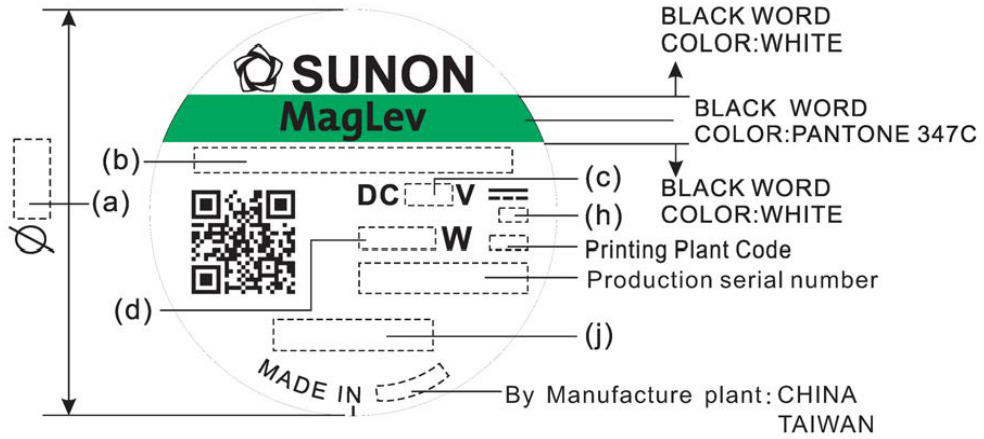 BLACK WORD
COLOR:WHITE
SUNON
MagLev
BLACK WORD
COLOR:PANTONE 347C
(b)
(a)
Ø
DC V
(c)
(h)
BLACK WORD
COLOR:WHITE
W
Printing Plant Code
Production serial number
(d)
(j)
MADE IN
By Manufacture plant: CHINA
TAIWAN